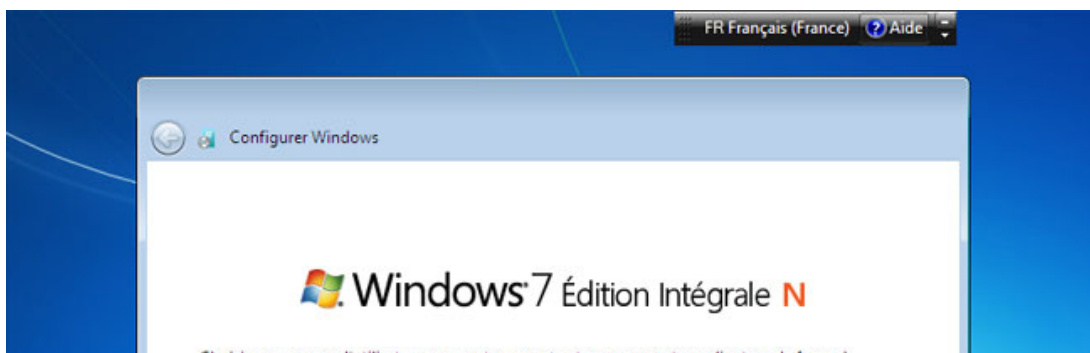 FR Français (France) Aide
Configurer Windows
Windows 7 Édition Intégrale N